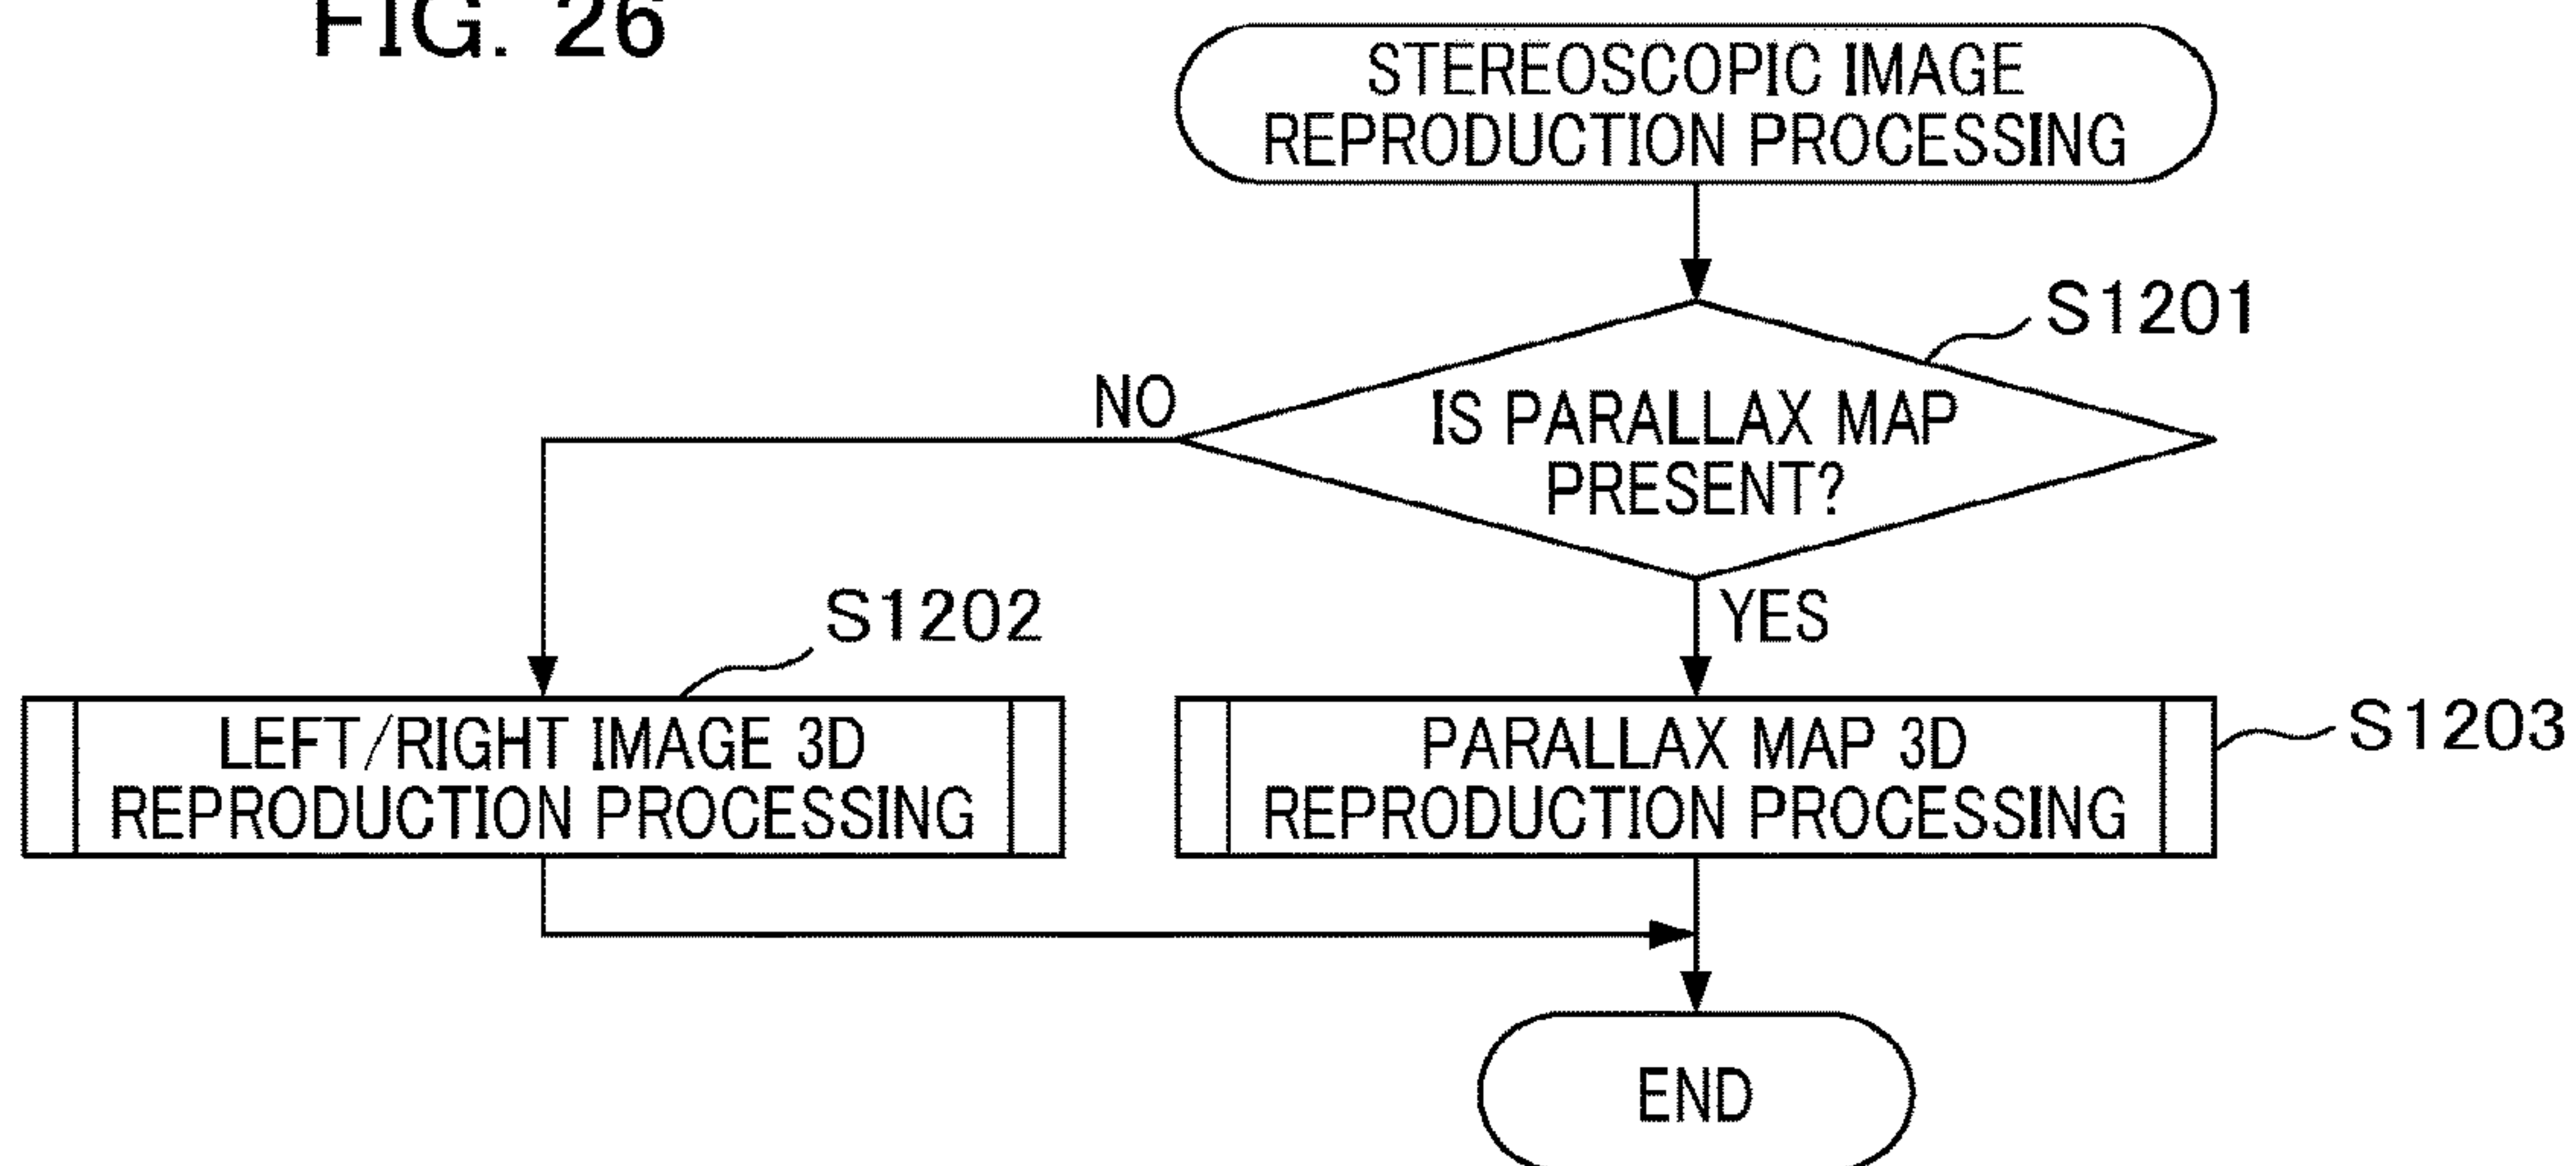 FIG. 26
STEREOSCOPIC IMAGE
REPRODUCTION PROCESSING
S1201
IS PARALLAX MAP
PRESENT?
NO
YES
S1202
LEFT/RIGHT IMAGE 3D
REPRODUCTION PROCESSING
PARALLAX MAP 3D
REPRODUCTION PROCESSING
S1203
END